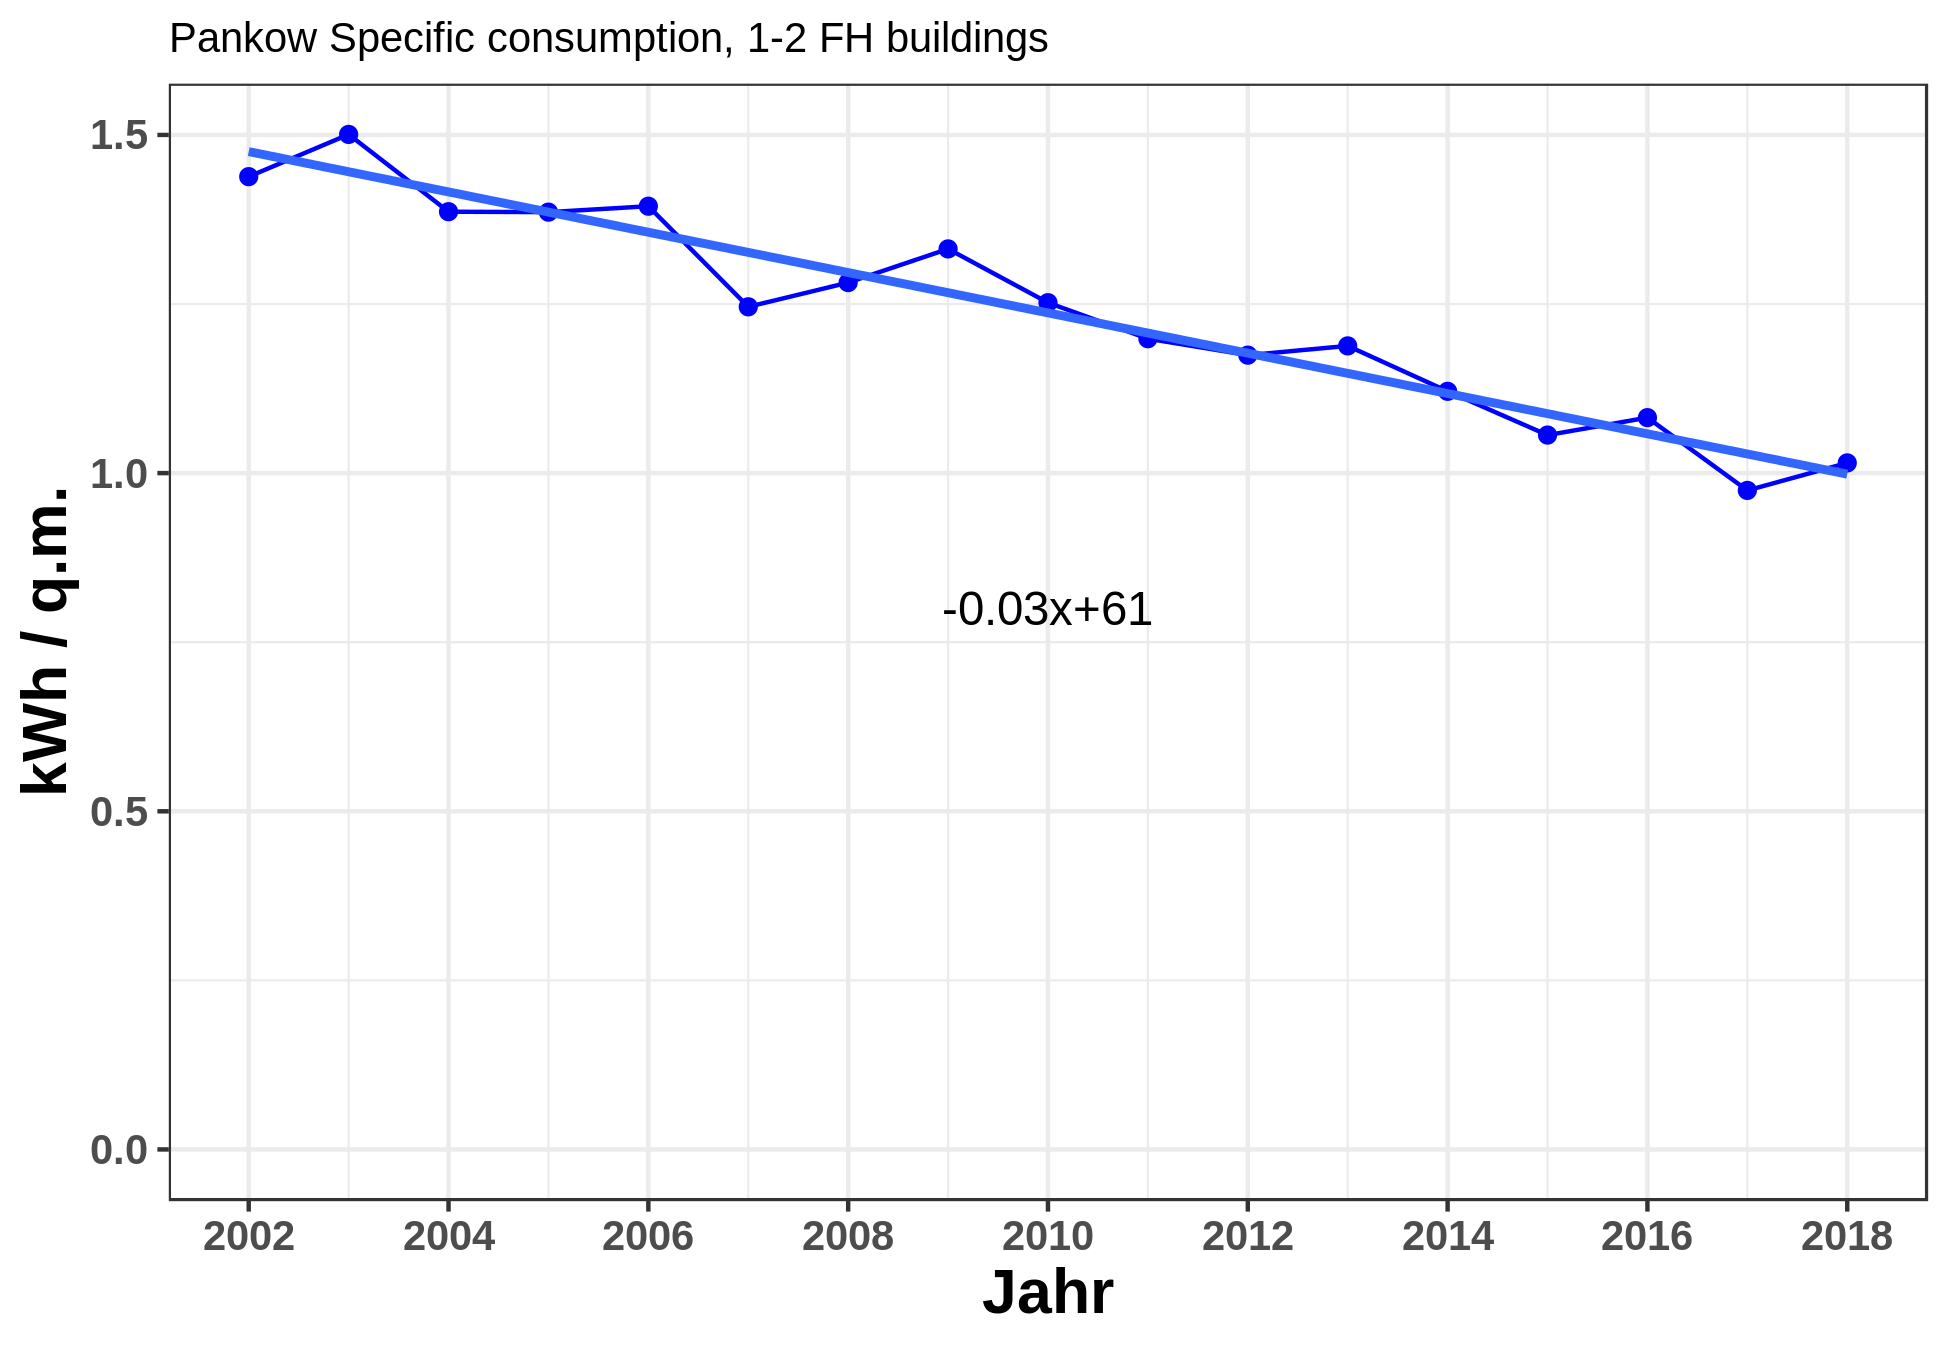 Pankow Specific consumption, 1-2 FH buildings
kWh / q.m.
1.5
1.0
0.5
0.0
-0.03x+61
2002 2004 2006 2008 2010 2012 2014 2016 2018
Jahr